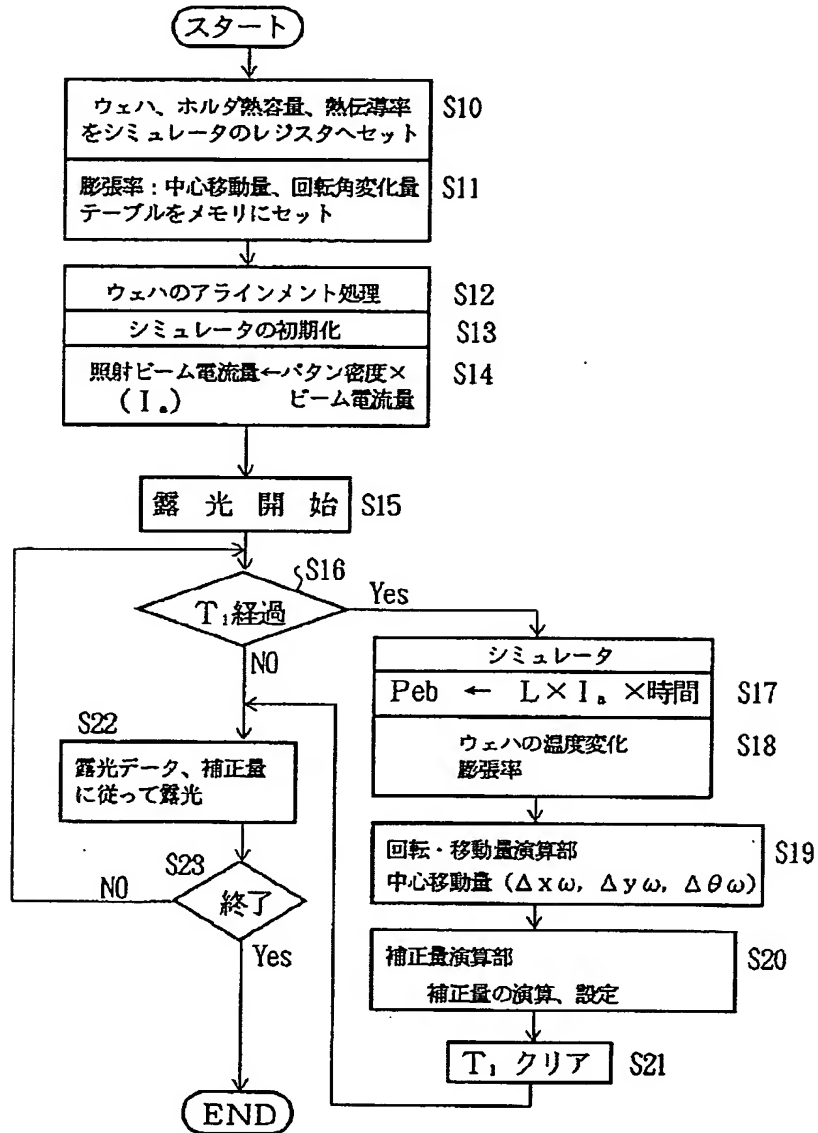 スタート
ウェハ、ホルダ熱容量、熱伝導率
をシミュレータのレジスタへセット
S10
膨張率：中心移動量、回転角変化量
テーブルをメモリにセット
S11
ウェハのアラインメント処理
S12
シミュレータの初期化
S13
照射ビーム電流量←パタン密度×
(Iₐ) ビーム電流量
S14
露光開始
S15
S16
T₁経過
Yes
NO
シミュレータ
Peb ← L×Iₐ×時間
S17
ウェハの温度変化
膨張率
S18
回転・移動量演算部
中心移動量（Δxω, Δyω, Δθω）
S19
補正量演算部
補正量の演算、設定
S20
T₁ クリア
S21
S22
露光データ、補正量
に従って露光
S23
終了
NO
Yes
END